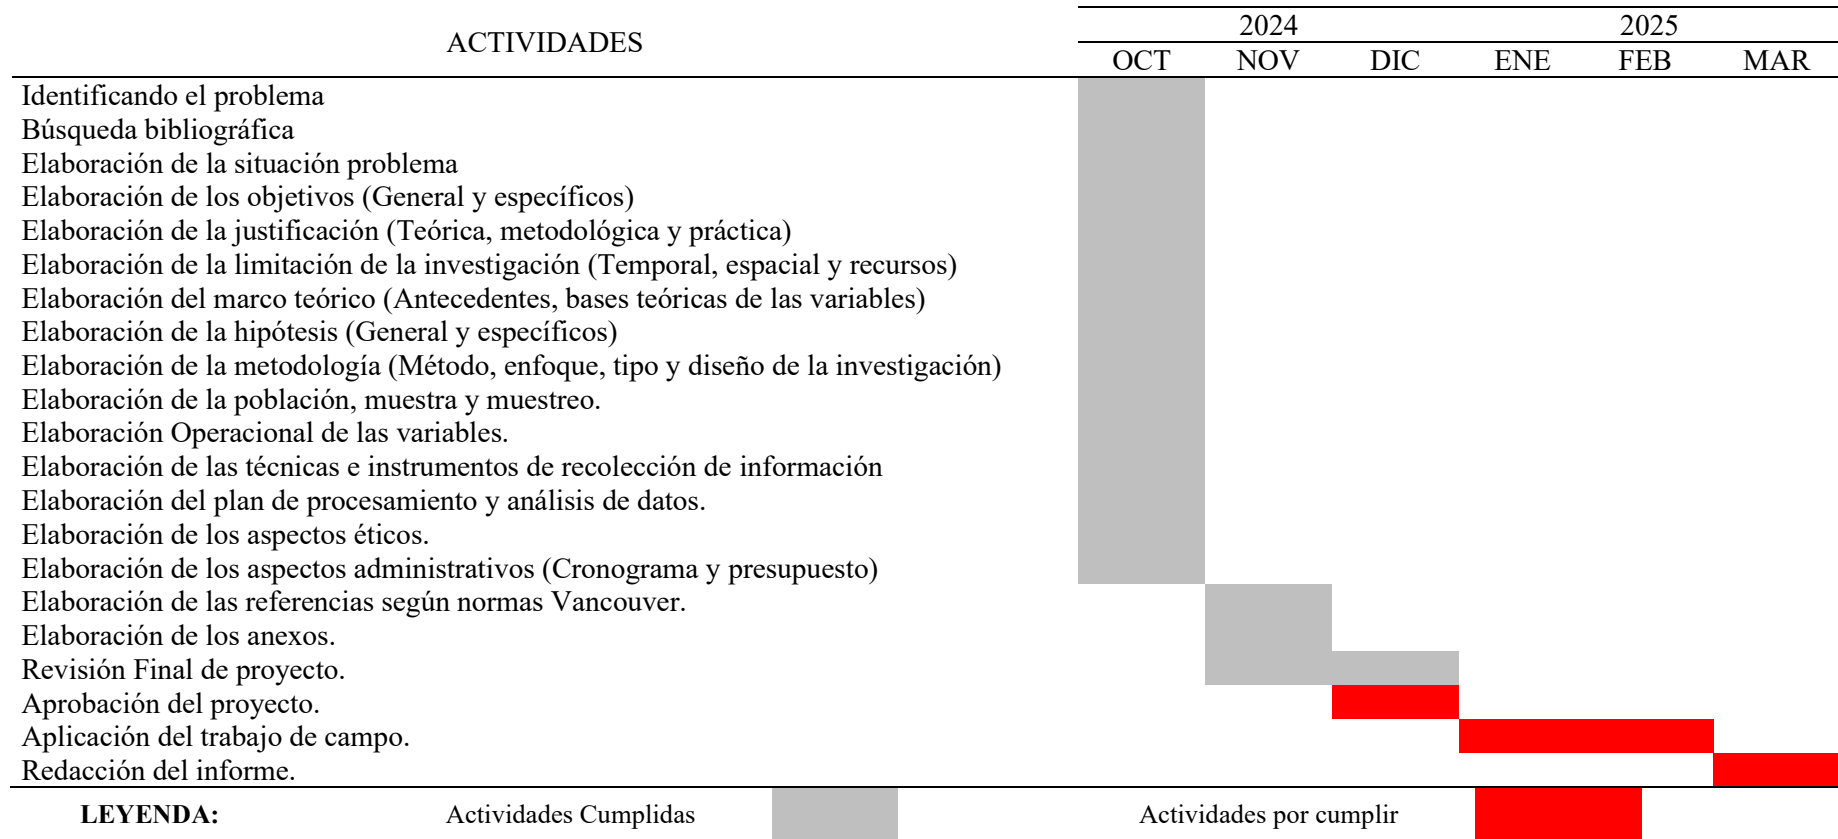 ACTIVIDADES
2024 2025
OCT NOV DIC ENE FEB MAR
Identificando el problema
Búsqueda bibliográfica
Elaboración de la situación problema
Elaboración de los objetivos (General y específicos)
Elaboración de la justificación (Teórica, metodológica y práctica)
Elaboración de la limitación de la investigación (Temporal, espacial y recursos)
Elaboración del marco teórico (Antecedentes, bases teóricas de las variables)
Elaboración de la hipótesis (General y específicos)
Elaboración de la metodología (Método, enfoque, tipo y diseño de la investigación)
Elaboración de la población, muestra y muestreo.
Elaboración Operacional de las variables.
Elaboración de las técnicas e instrumentos de recolección de información
Elaboración del plan de procesamiento y análisis de datos.
Elaboración de los aspectos éticos.
Elaboración de los aspectos administrativos (Cronograma y presupuesto)
Elaboración de las referencias según normas Vancouver.
Elaboración de los anexos.
Revisión Final de proyecto.
Aprobación del proyecto.
Aplicación del trabajo de campo.
Redacción del informe.
LEYENDA: Actividades Cumplidas Actividades por cumplir